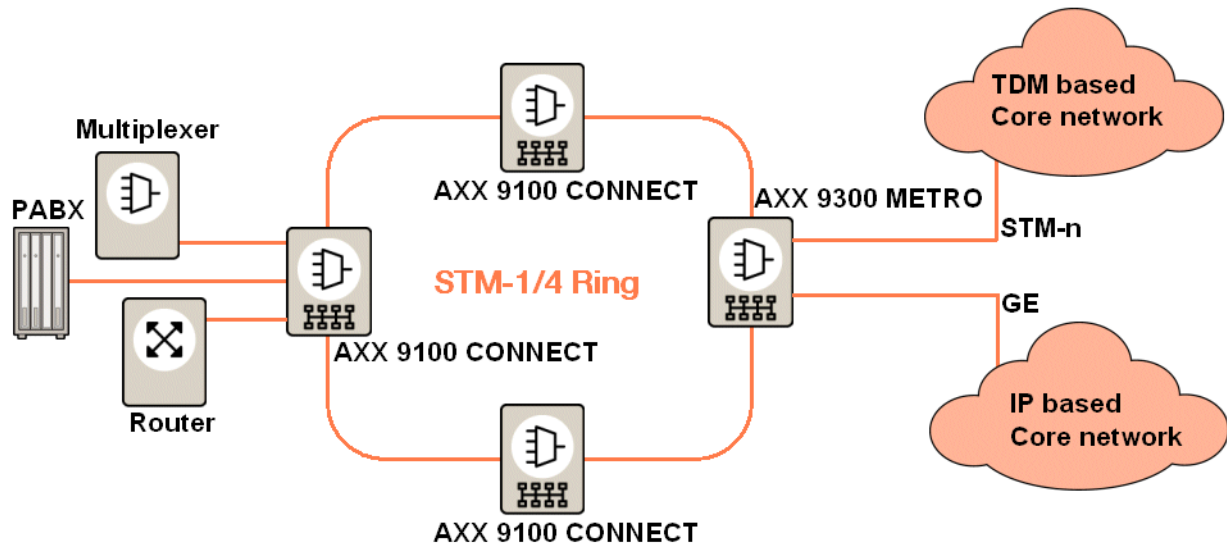 TDM based
Core network
Multiplexer
AXX 9100 CONNECT
AXX 9300 METRO
PABX
STM-n
STM-1/4 Ring
GE
AXX 9100 CONNECT
Router
IP based
Core network
AXX 9100 CONNECT